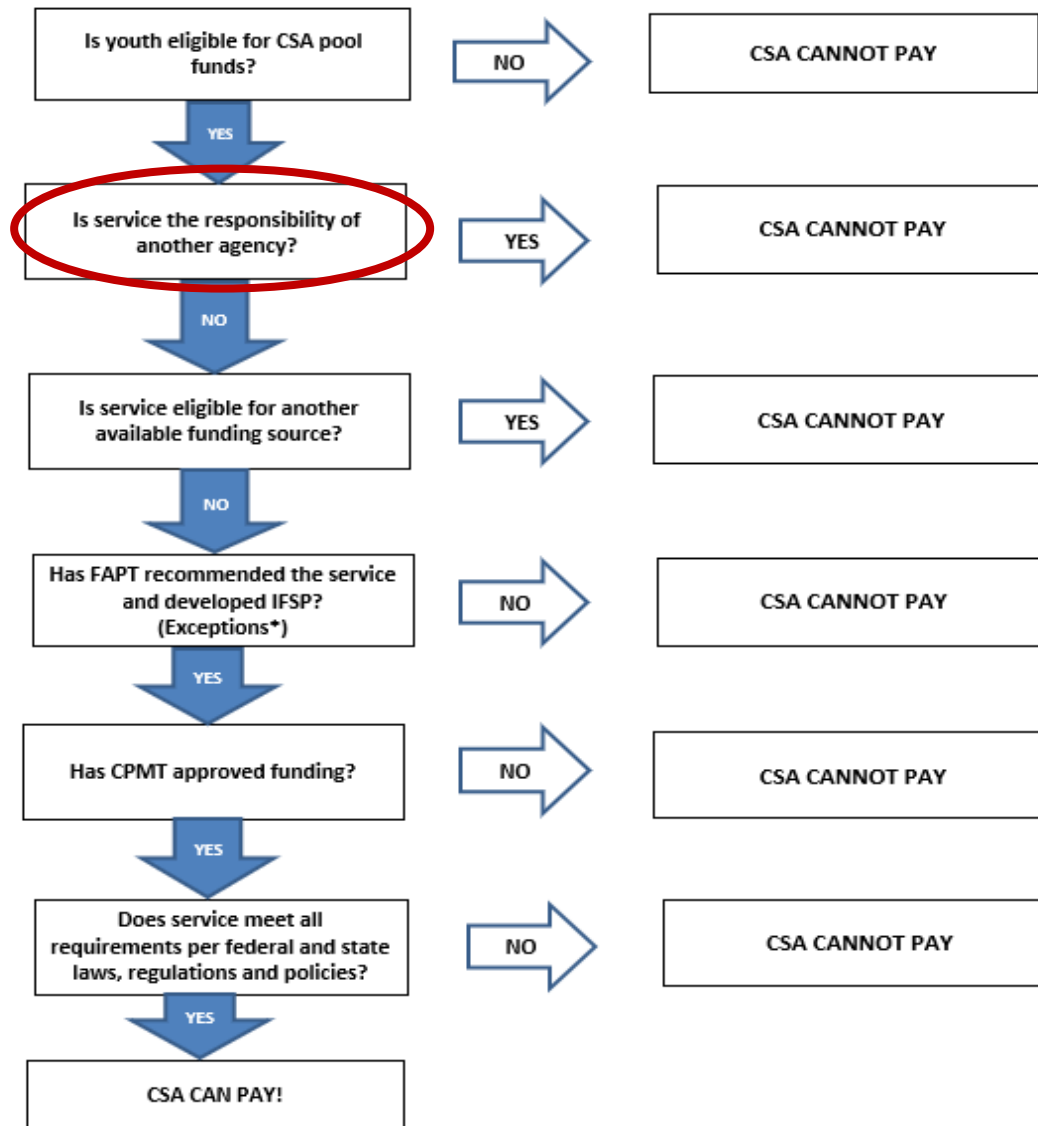 Is youth eligible for CSA pool
funds?
NO
CSA CANNOT PAY
YES
Is service the responsibility of
another agency?
YES
CSA CANNOT PAY
NO
Is service eligible for another
available funding source?
YES
CSA CANNOT PAY
NO
Has FAPT recommended the service
and developed IFSP?
(Exceptions*)
NO
CSA CANNOT PAY
YES
Has CPMT approved funding?
NO
CSA CANNOT PAY
YES
Does service meet all
requirements per federal and state
laws, regulations and policies?
NO
CSA CANNOT PAY
YES
CSA CAN PAY!